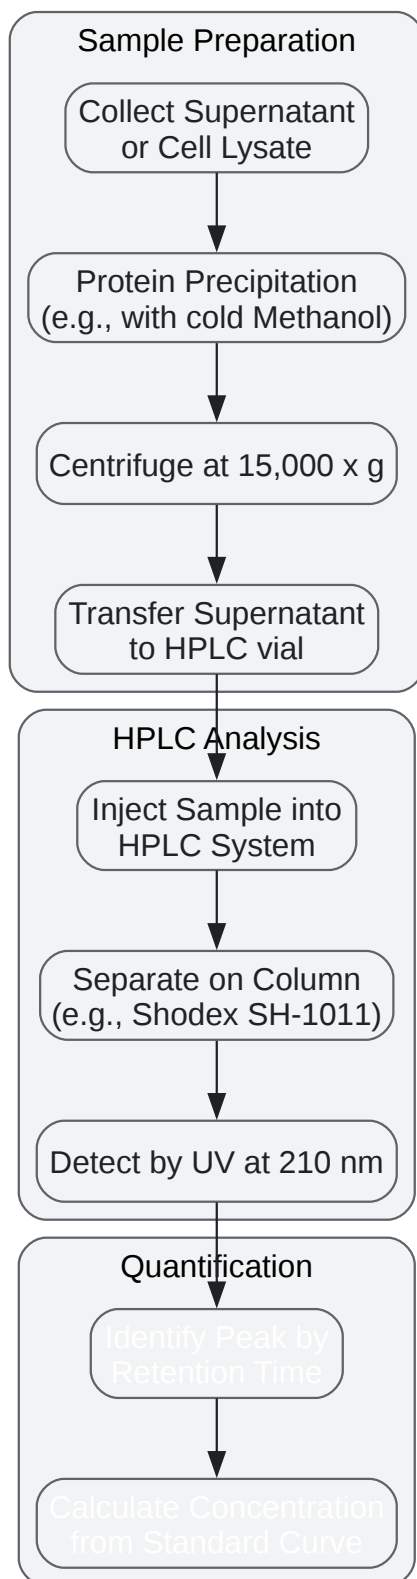 Sample Preparation
Collect Supernatant
or Cell Lysate
Protein Precipitation
(e.g., with cold Methanol)
Centrifuge at 15,000 x g
Transfer Supernatant
to HPLC vial
HPLC Analysis
Inject Sample into
HPLC System
Separate on Column
(e.g., Shodex SH-1011)
Detect by UV at 210 nm
Quantification
Identify Peak by
Retention Time
Calculate Concentration
from Standard Curve